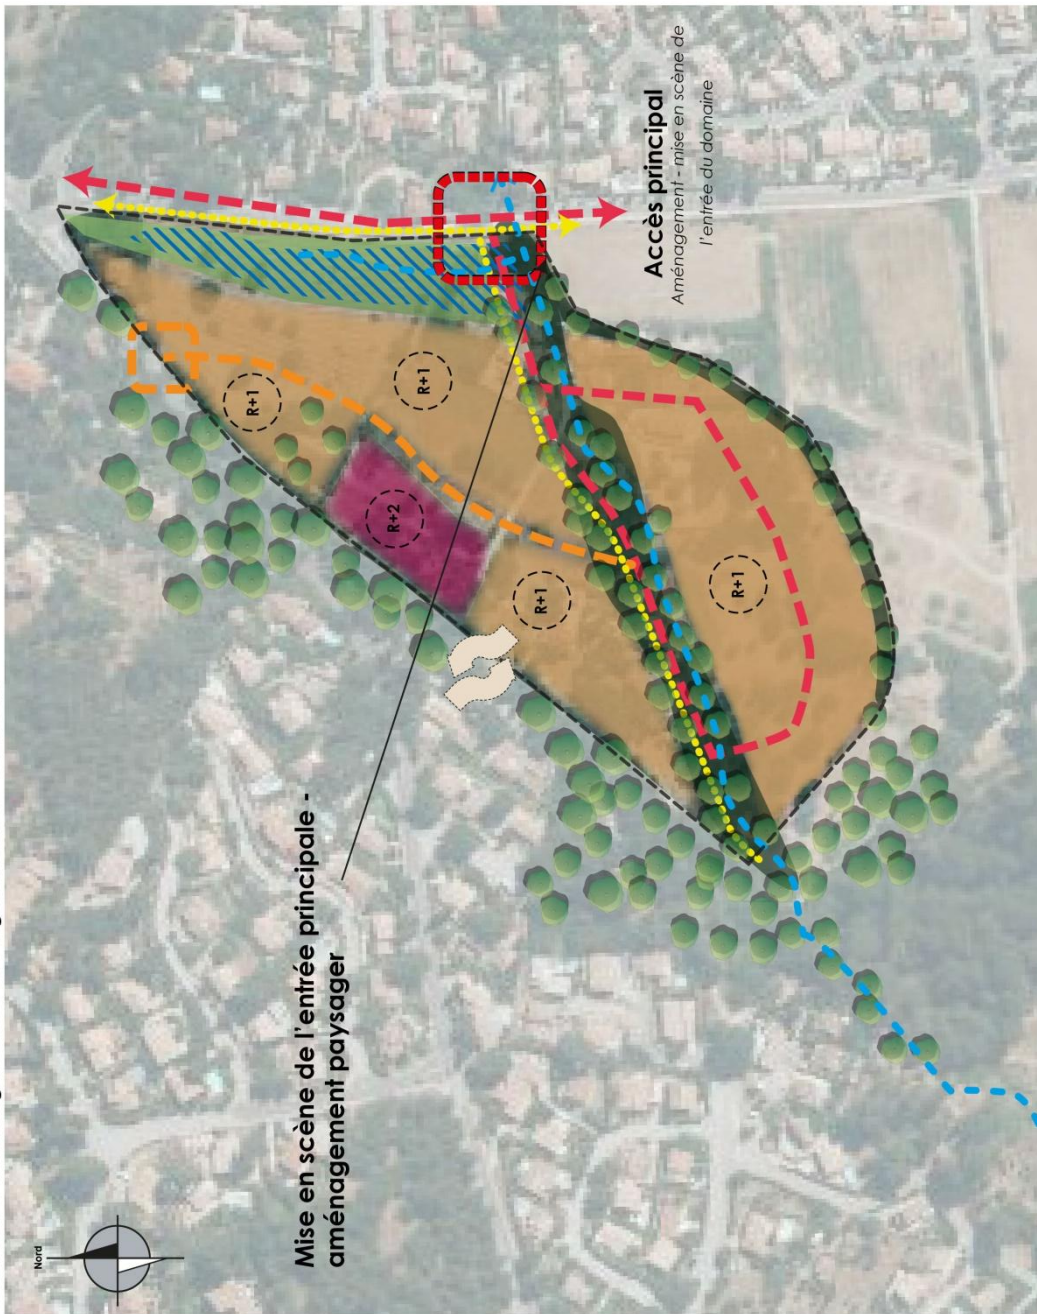 Nord
Mise en scène de l'entrée principale -
aménagement paysager
R+1
R+1
R+2
R+1
R+1
Accès principal
Aménagement - mise en scène de
l'entrée du domaine